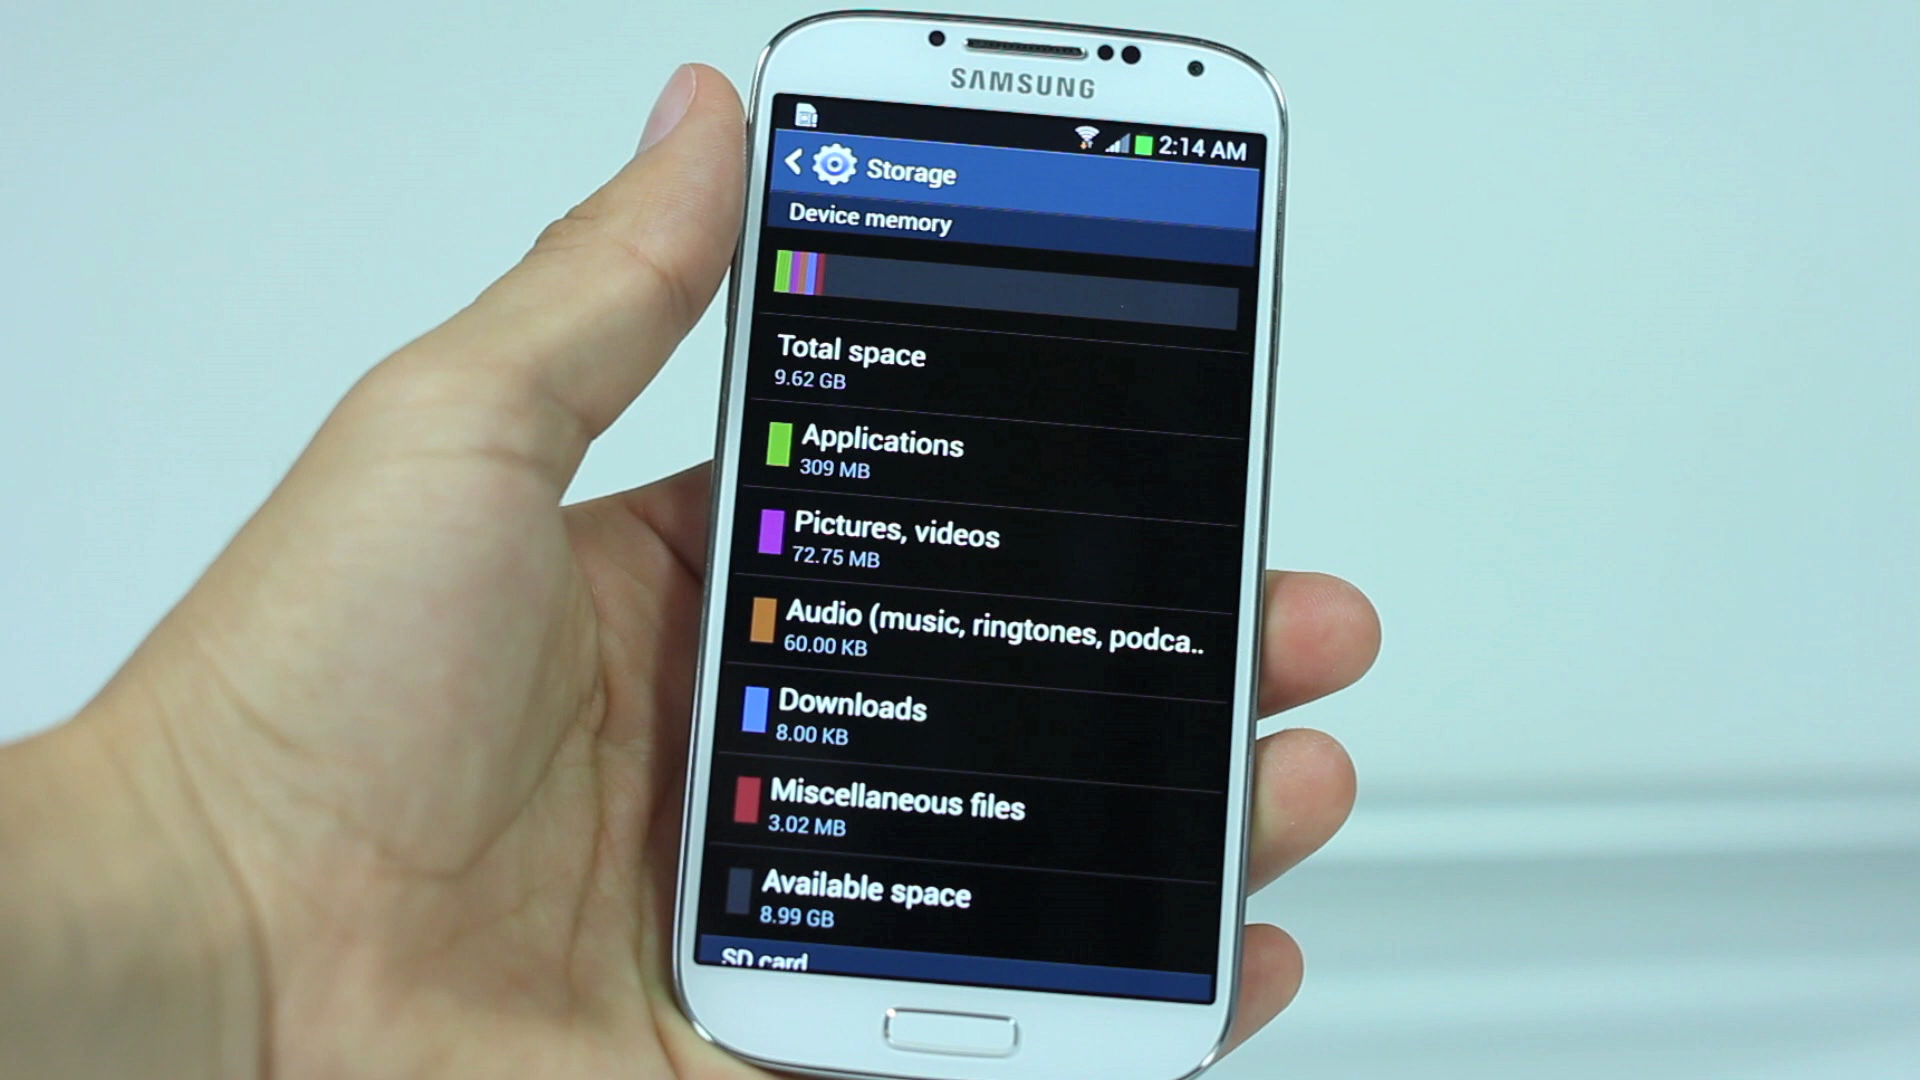 SAMSUNG
2:14 AM
Storage
Device memory
Total space
9.62 GB
Applications
309 MB
Pictures, videos
72.75 MB
Audio (music, ringtones, podca..
60.00 KB
Downloads
8.00 KB
Miscellaneous files
3.02 MB
Available space
8.99 GB
SD card